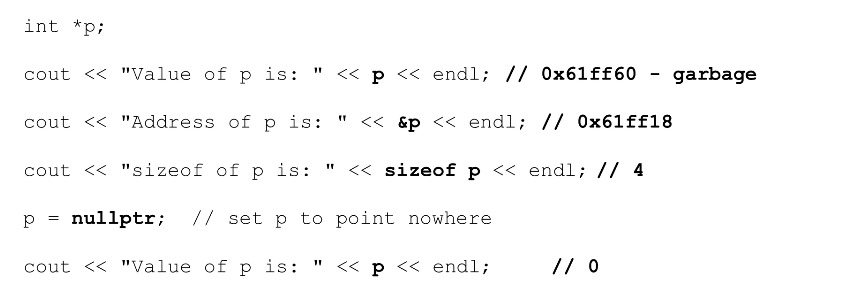 int *p;
cout << "Value of p is: " << p << endl; // 0x61ff60 - garbage
cout << "Address of p is: " << &p << endl; // 0x61ff18
cout << "sizeof of p is: " << sizeof p << endl; // 4
p = nullptr;  // set p to point nowhere
cout << "Value of p is: " << p << endl;     // 0